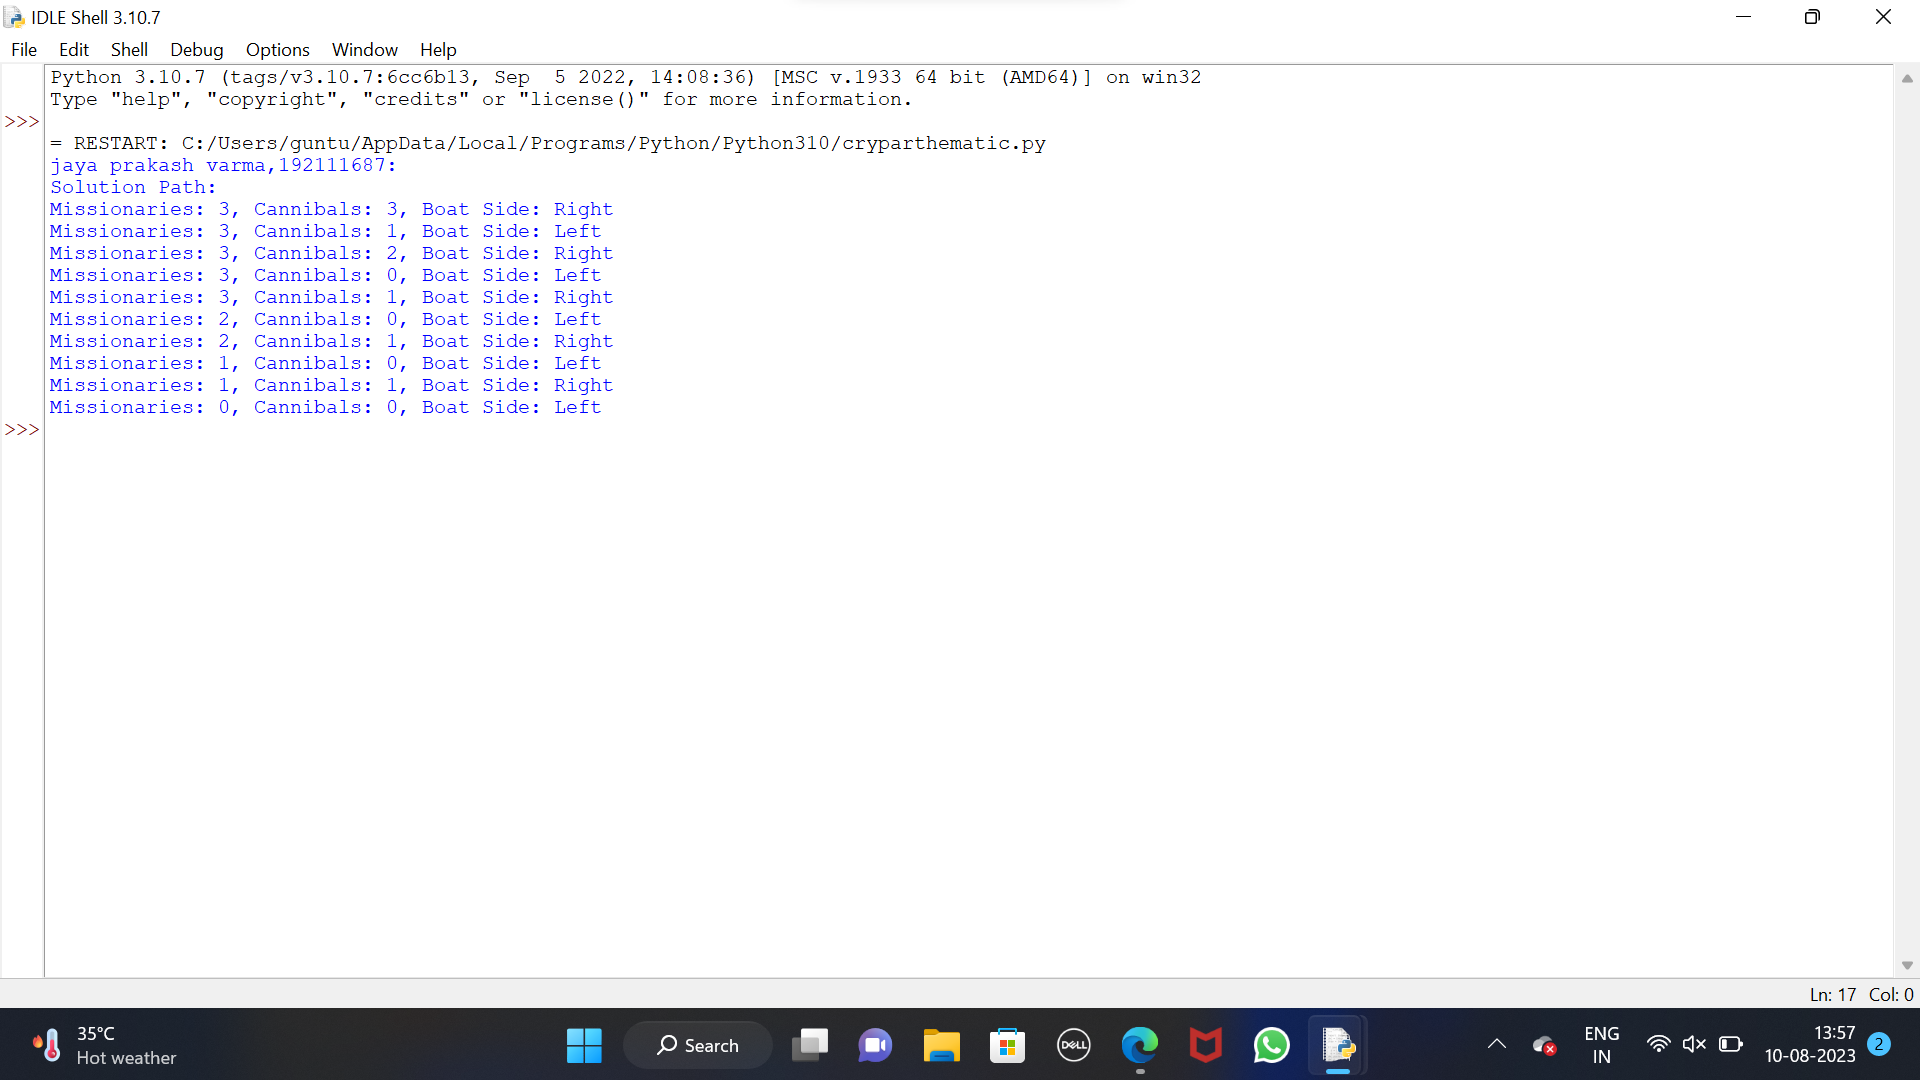 IDLE Shell 3.10.7
File Edit Shell Debug Options Window Help
Python 3.10.7 (tags/v3.10.7:6cc6b13, Sep  5 2022, 14:08:36) [MSC v.1933 64 bit (AMD64)] on win32
Type "help", "copyright", "credits" or "license()" for more information.
>>>
= RESTART: C:/Users/guntu/AppData/Local/Programs/Python/Python310/cryparthematic.py
jaya prakash varma,192111687:
Solution Path:
Missionaries: 3, Cannibals: 3, Boat Side: Right
Missionaries: 3, Cannibals: 1, Boat Side: Left
Missionaries: 3, Cannibals: 2, Boat Side: Right
Missionaries: 3, Cannibals: 0, Boat Side: Left
Missionaries: 3, Cannibals: 1, Boat Side: Right
Missionaries: 2, Cannibals: 0, Boat Side: Left
Missionaries: 2, Cannibals: 1, Boat Side: Right
Missionaries: 1, Cannibals: 0, Boat Side: Left
Missionaries: 1, Cannibals: 1, Boat Side: Right
Missionaries: 0, Cannibals: 0, Boat Side: Left
>>>
Ln: 17 Col: 0
35°C
Hot weather
Search
DELL
ENG
IN
13:57
10-08-2023
2